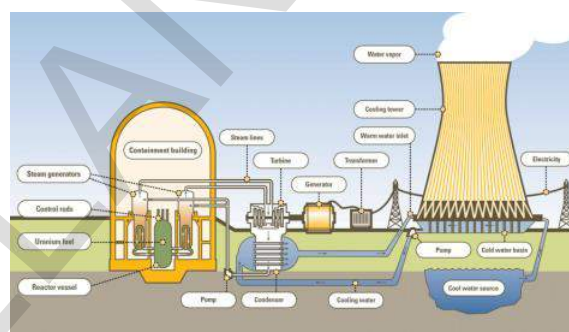 Water vapor
Cooling tower
Containment building
Steam lines
Warm water inlet
Turbine
Transformer
Electricity
Steam generators
Generator
Control rods
Uranium fuel
Pump
Cold water basin
Reactor vessel
Pump
Condenser
Cooling water
Cool water source